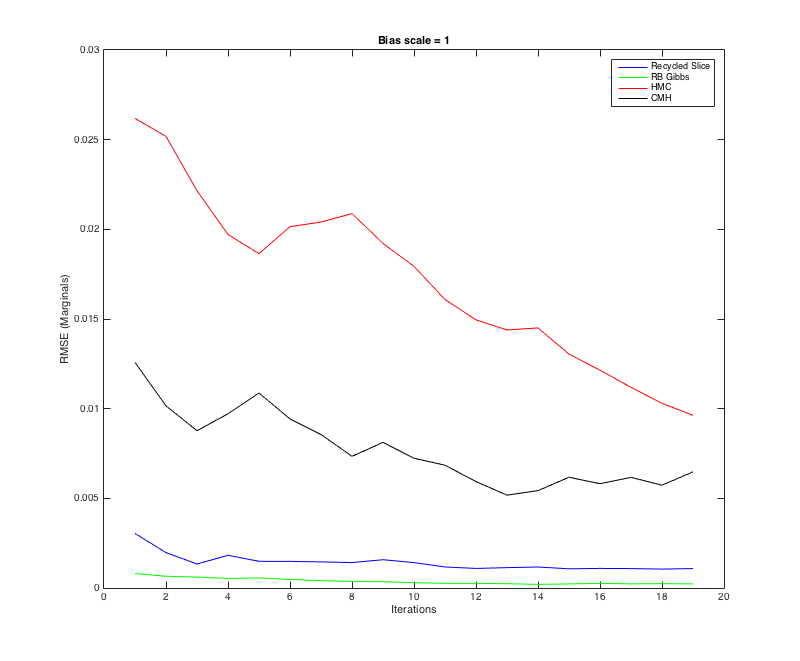 Bias scale = 1
0.03
0.025
0.02
0.015
0.01
0.005
0
RMSE (Marginals)
Recycled Slice
RB Gibbs
HMC
CMH
0 2 4 6 8 10 12 14 16 18 20
Iterations